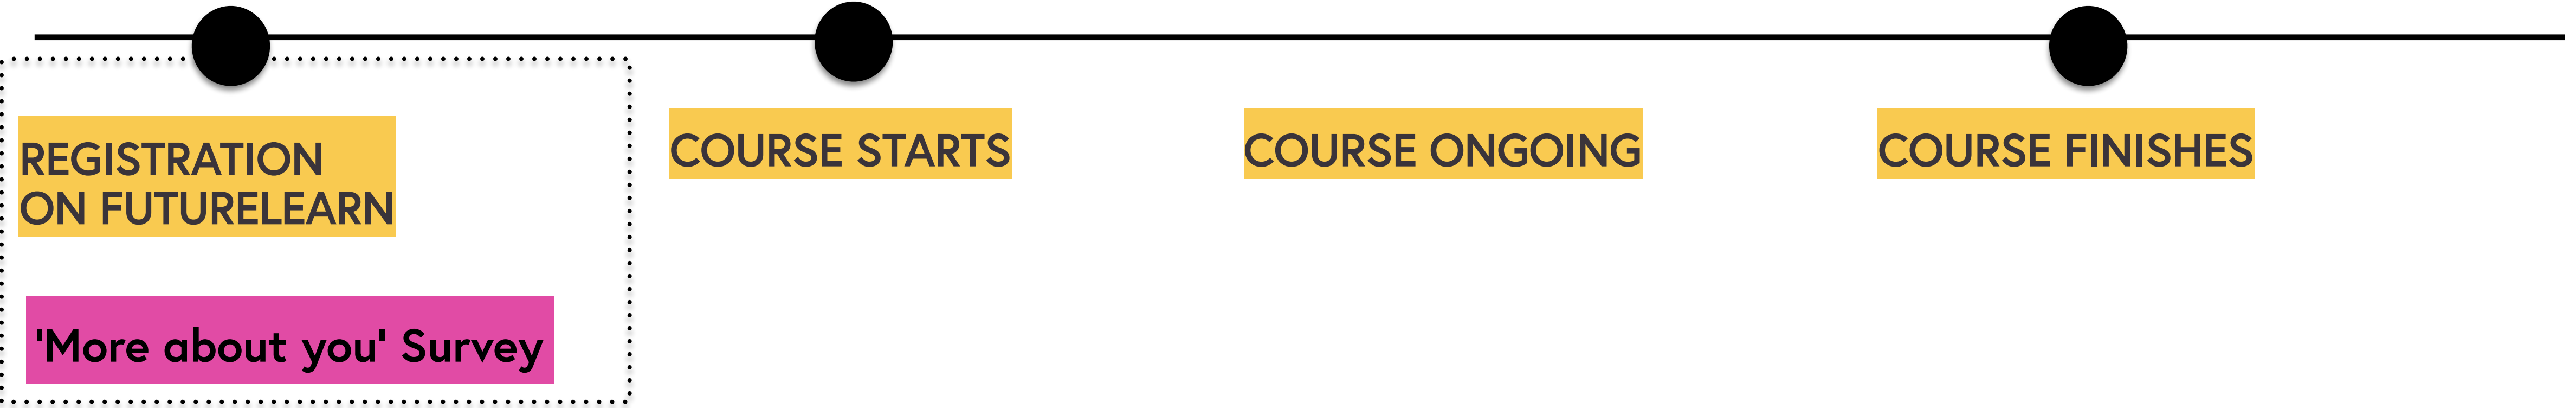 REGISTRATION
ON FUTURELEARN
'More about you' Survey
COURSE STARTS
COURSE ONGOING
COURSE FINISHES